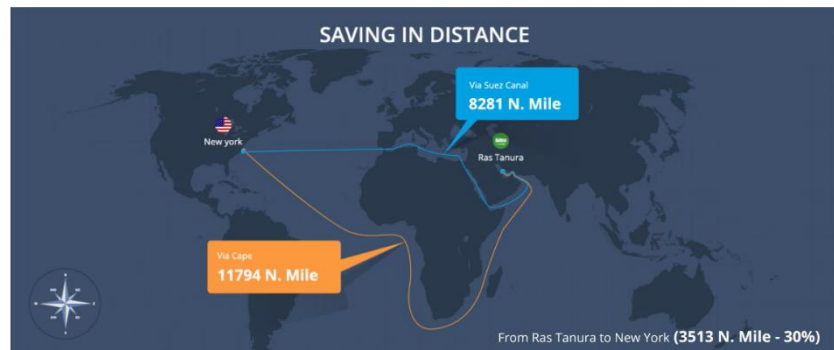 SAVING IN DISTANCE
Via Suez Canal
8281 N. Mile
New york
Ras Tanura
Via Cape
11794 N. Mile
From Ras Tanura to New York (3513 N. Mile - 30%)